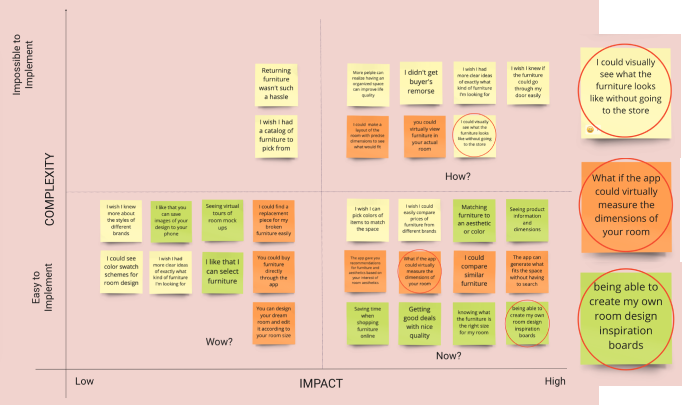 Impossible to
Implement
COMPLEXITY
Easy to
Implement
Low
IMPACT
High
How?
Wow?
Now?
Returning
furniture
wasn't such
a hassle
I wish I had
a catalog of
furniture to
pick from
More people can
realize having an
organized space
can improve life
quality
I didn't get
buyer's
remorse
I wish I had
more clear ideas
of exactly what
kind of furniture
I'm looking for
I wish I knew if
the furniture
could go
through my
door easily
I could make a
layout of the
room with precise
dimensions to see
what would fit
you could
virtually view
furniture in
your actual
room
I could visually
see what the
furniture looks
like without going
to the store
I wish I knew
more about
the styles of
different
brands
I like that you
can save
images of your
design to your
phone
Seeing virtual
tours of
room mock
ups
I could find a
replacement
piece for my
broken
furniture easily
I could see
color swatch
schemes for
room design
I wish I had
more clear ideas
of exactly what
kind of furniture
I'm looking for
I like that I
can select
furniture
You could buy
furniture
directly
through the
app
You can design
your dream
room and edit
it according to
your room size
I wish I can
pick colors of
items to match
the space
I wish I could
easily compare
prices of
furniture from
different brands
Matching
furniture to
an aesthetic
or color
Seeing product
information
and
dimensions
The app gave you
recommendations
for furniture and
aesthetics based on
your interest of
room aesthetics
What if the app
could virtually
measure the
dimensions of
your room
I could
compare
similar
furniture
The app can
generate what
fits the space
without having
to search
Saving time
when
shopping
furniture
online
Getting
good deals
with nice
quality
knowing what
the furniture is
the right size
for my room
being able to
create my own
room design
inspiration
boards
I could visually
see what the
furniture looks
like without going
to the store
What if the app
could virtually
measure the
dimensions of
your room
being able to
create my own
room design
inspiration
boards